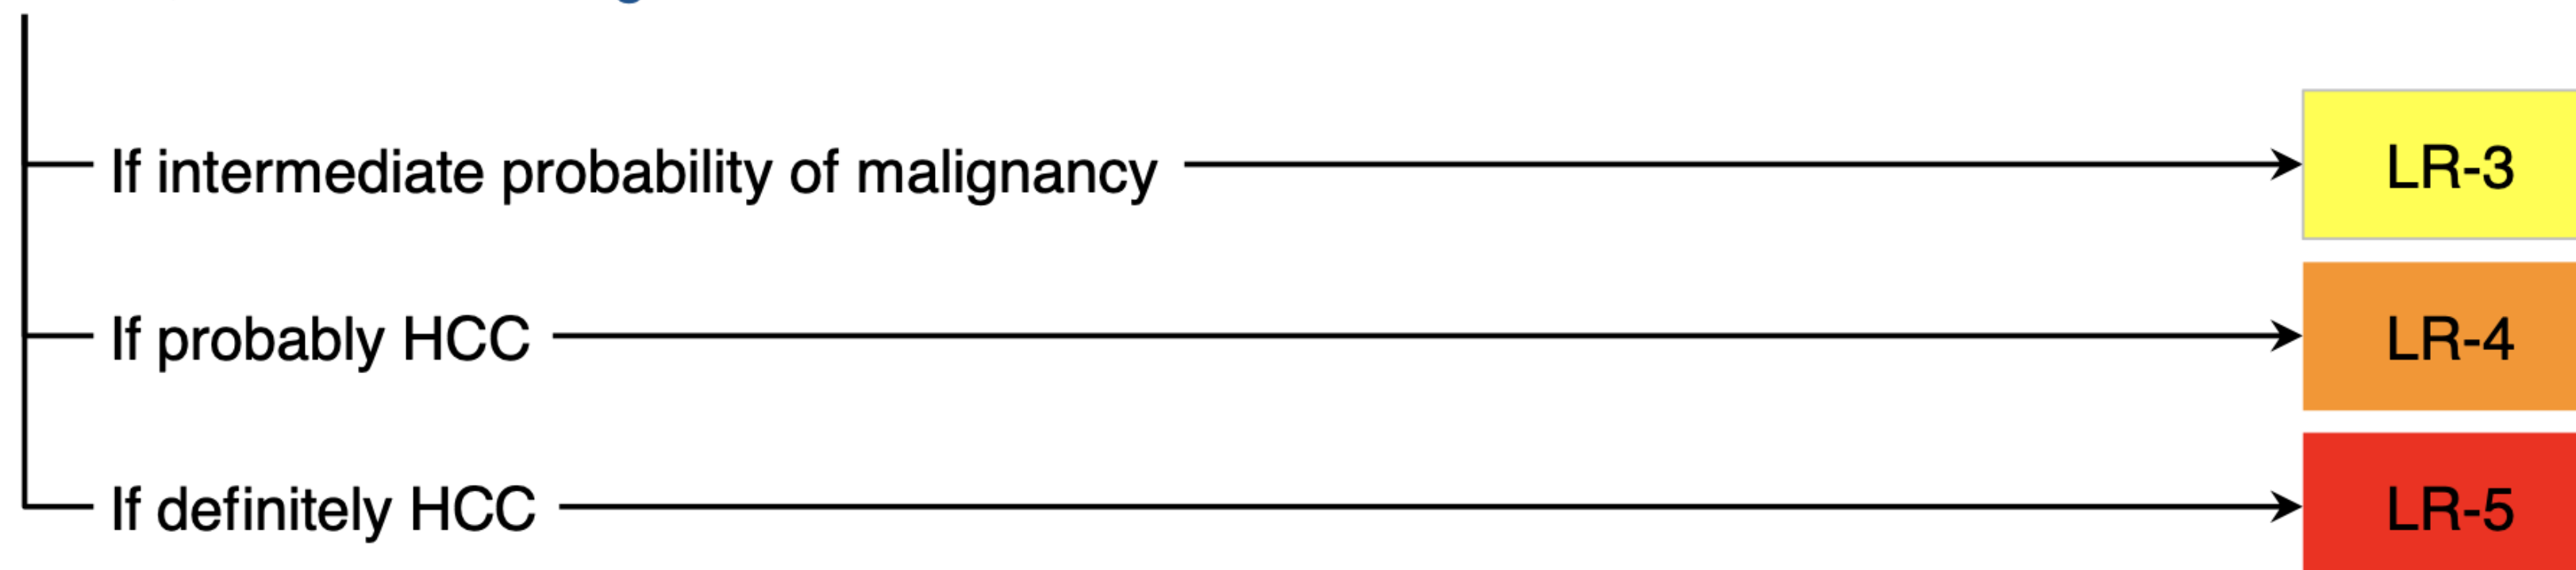 If intermediate probability of malignancy LR-3
If probably HCC LR-4
If definitely HCC LR-5